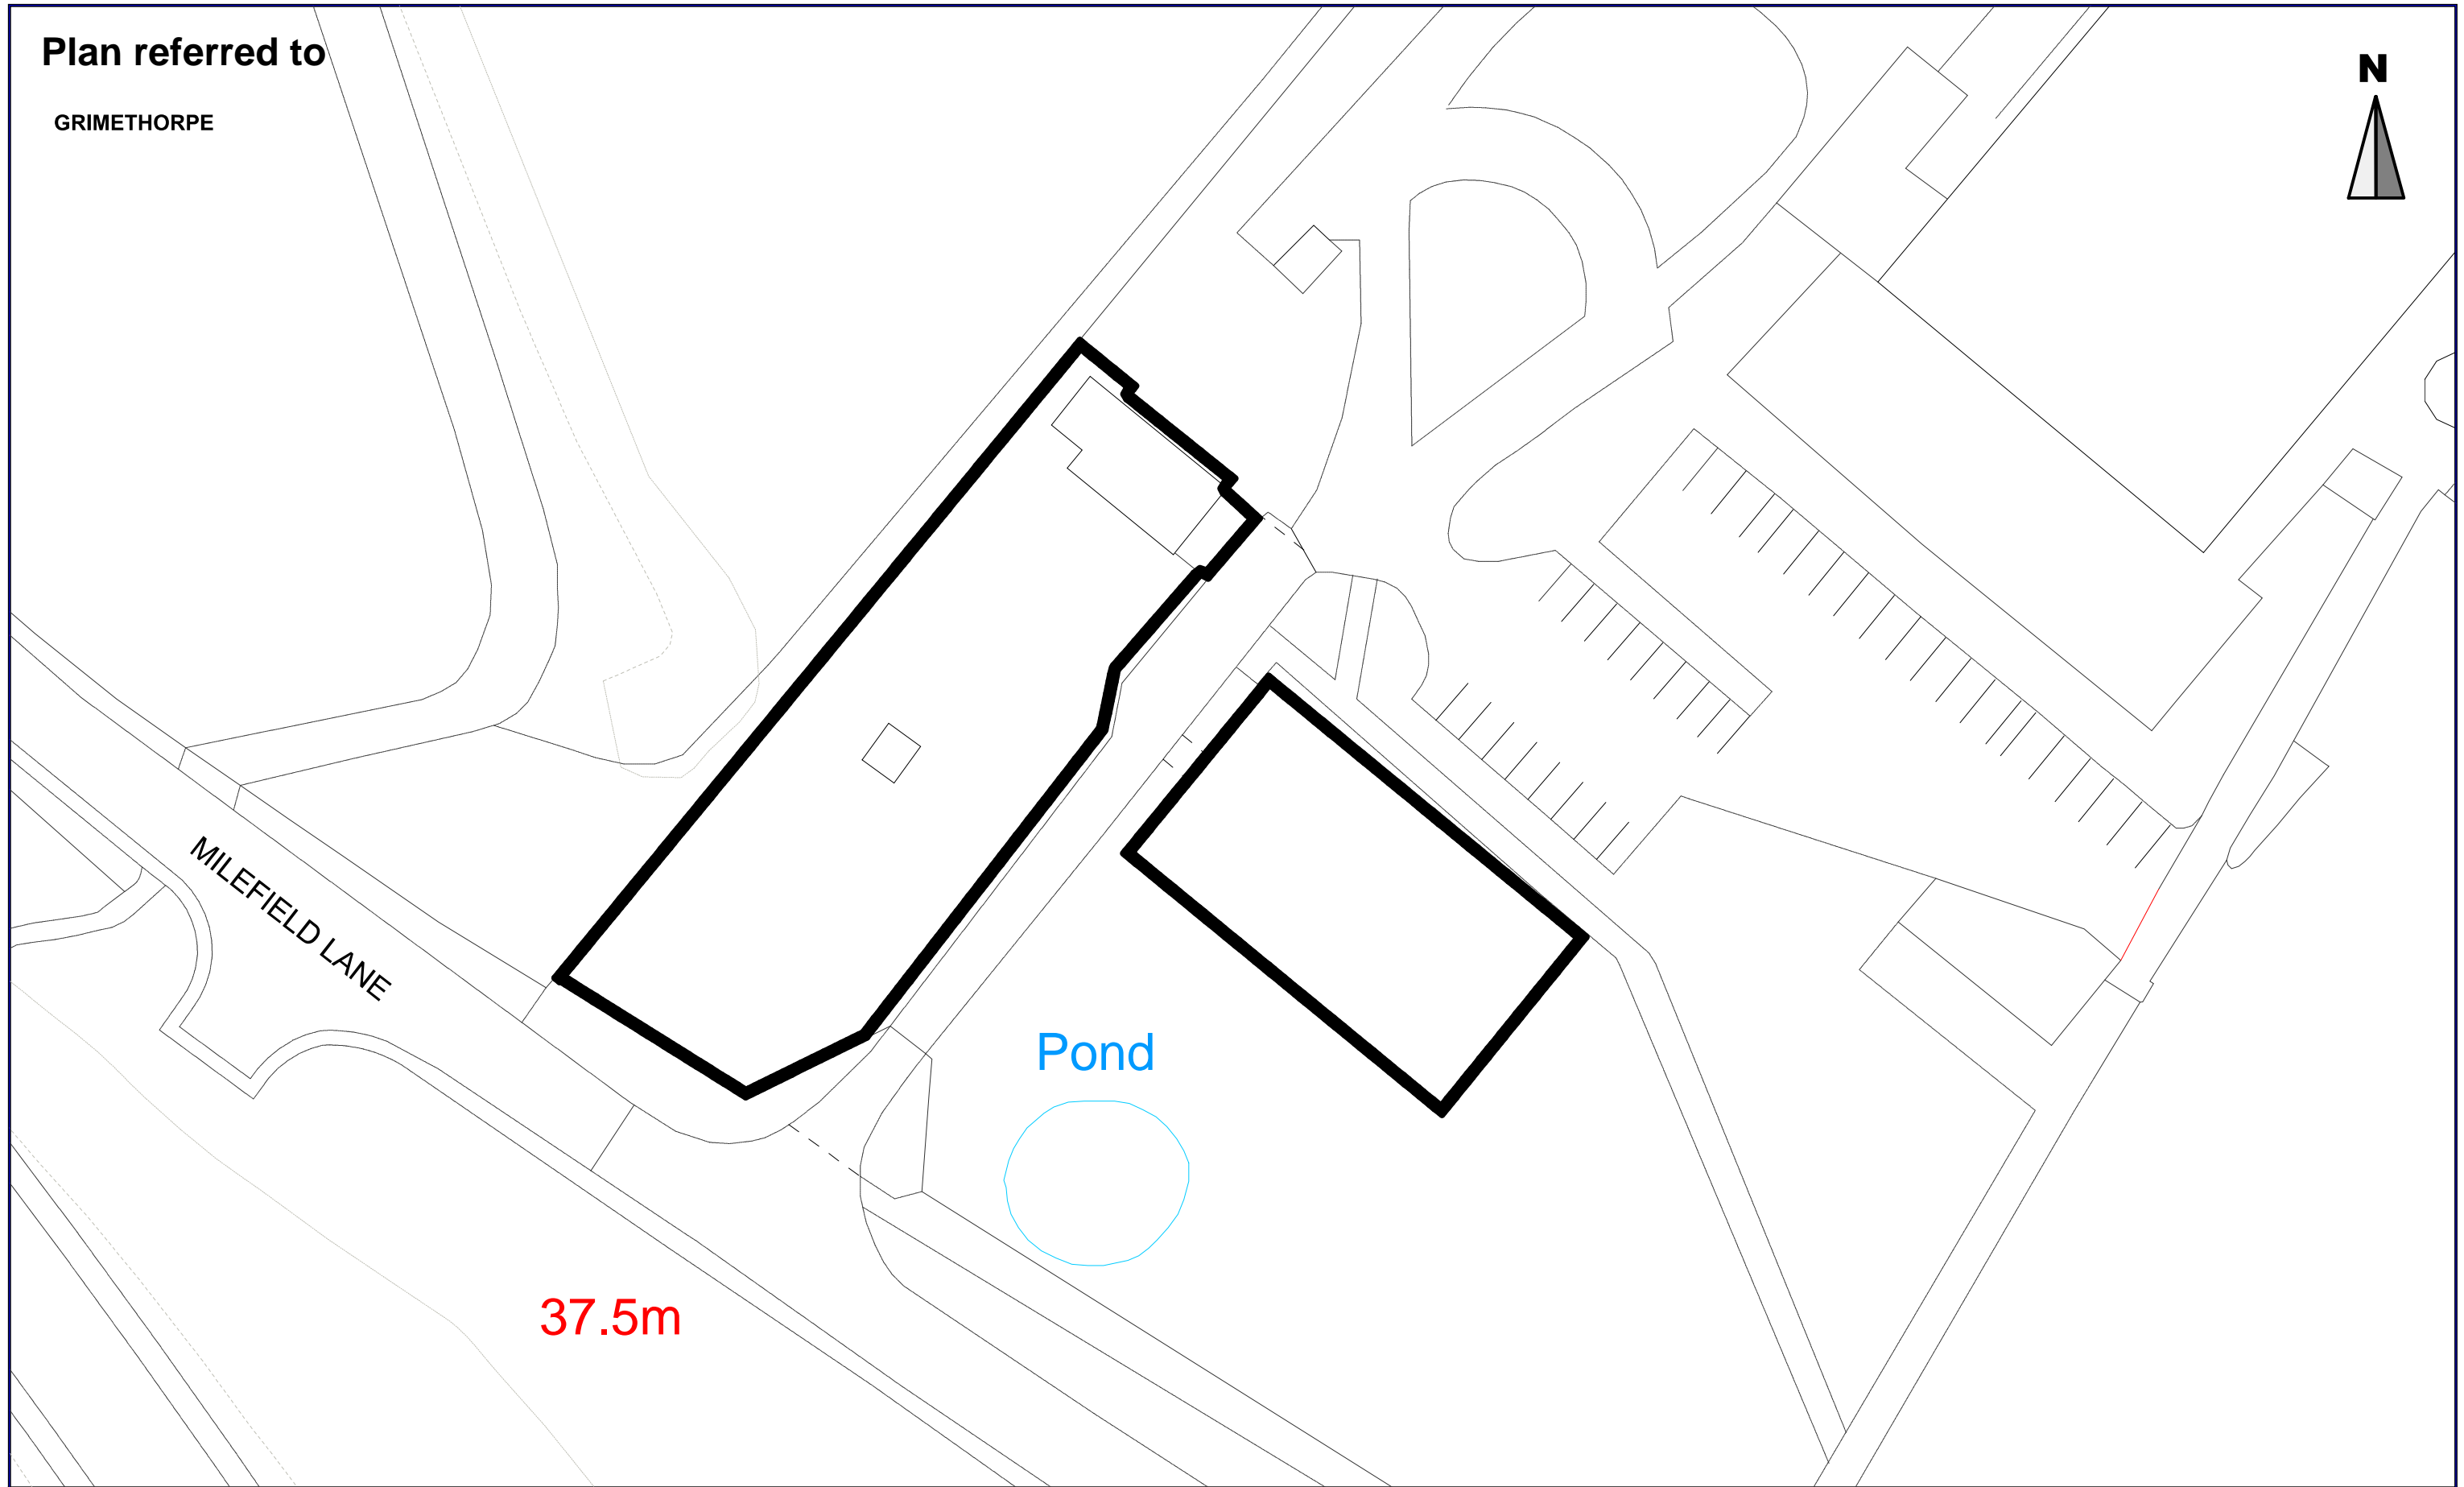 Plan referred to
N
GRIMETHORPE
MILEFIELD LANE
Pond
37.5m